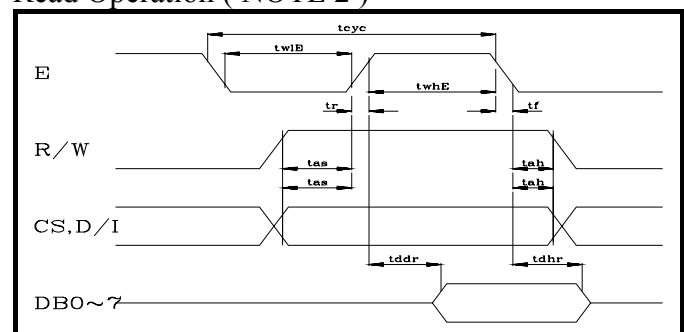 Read Operation ( NOTE 2 )
tcyc
twlE
E
twhE
tr
tf
R/W
tas
tah
tas
tah
CS,D/I
tddr
tdhr
DB0~7